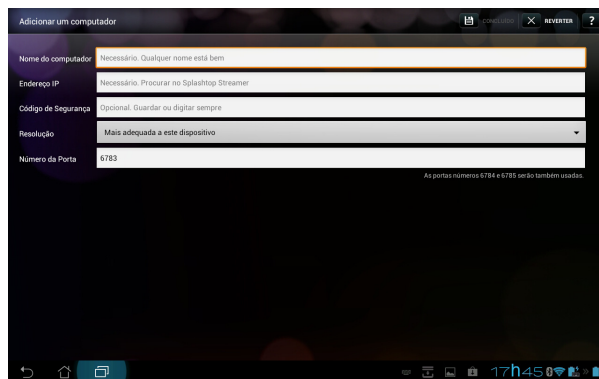 Adicionar um computador
CONCLUÍDO
REVERTER
?
Nome do computador
Necessário. Qualquer nome está bem
Endereço IP
Necessário. Procurar no Splashtop Streamer
Código de Segurança
Opcional. Guardar ou digitar sempre
Resolução
Mais adequada a este dispositivo
Número da Porta
6783
As portas números 6784 e 6785 serão também usadas.
17h45